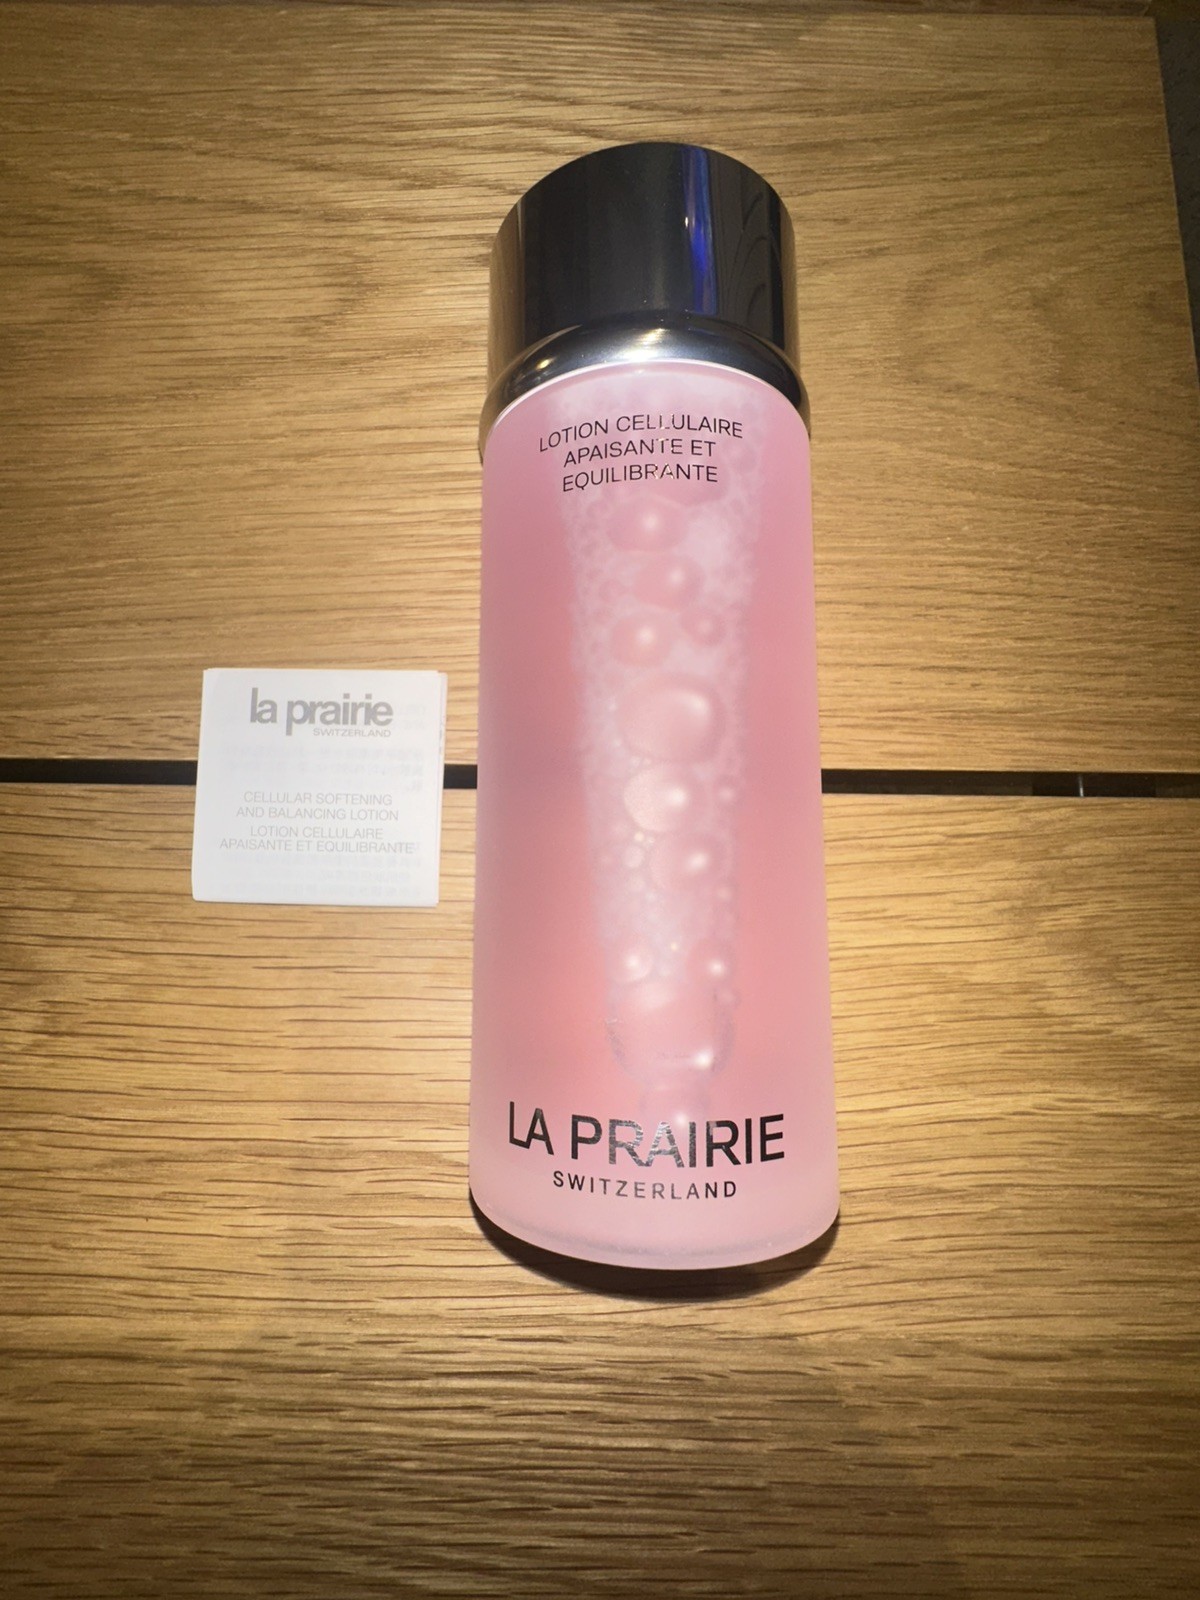 la prairie
SWITZERLAND
CELLULAR SOFTENING
AND BALANCING LOTION
LOTION CELLULAIRE
APAISANTE ET EQUILIBRANTE
LOTION CELLULAIRE
APAISANTE ET
EQUILIBRANTE
LA PRAIRIE
SWITZERLAND